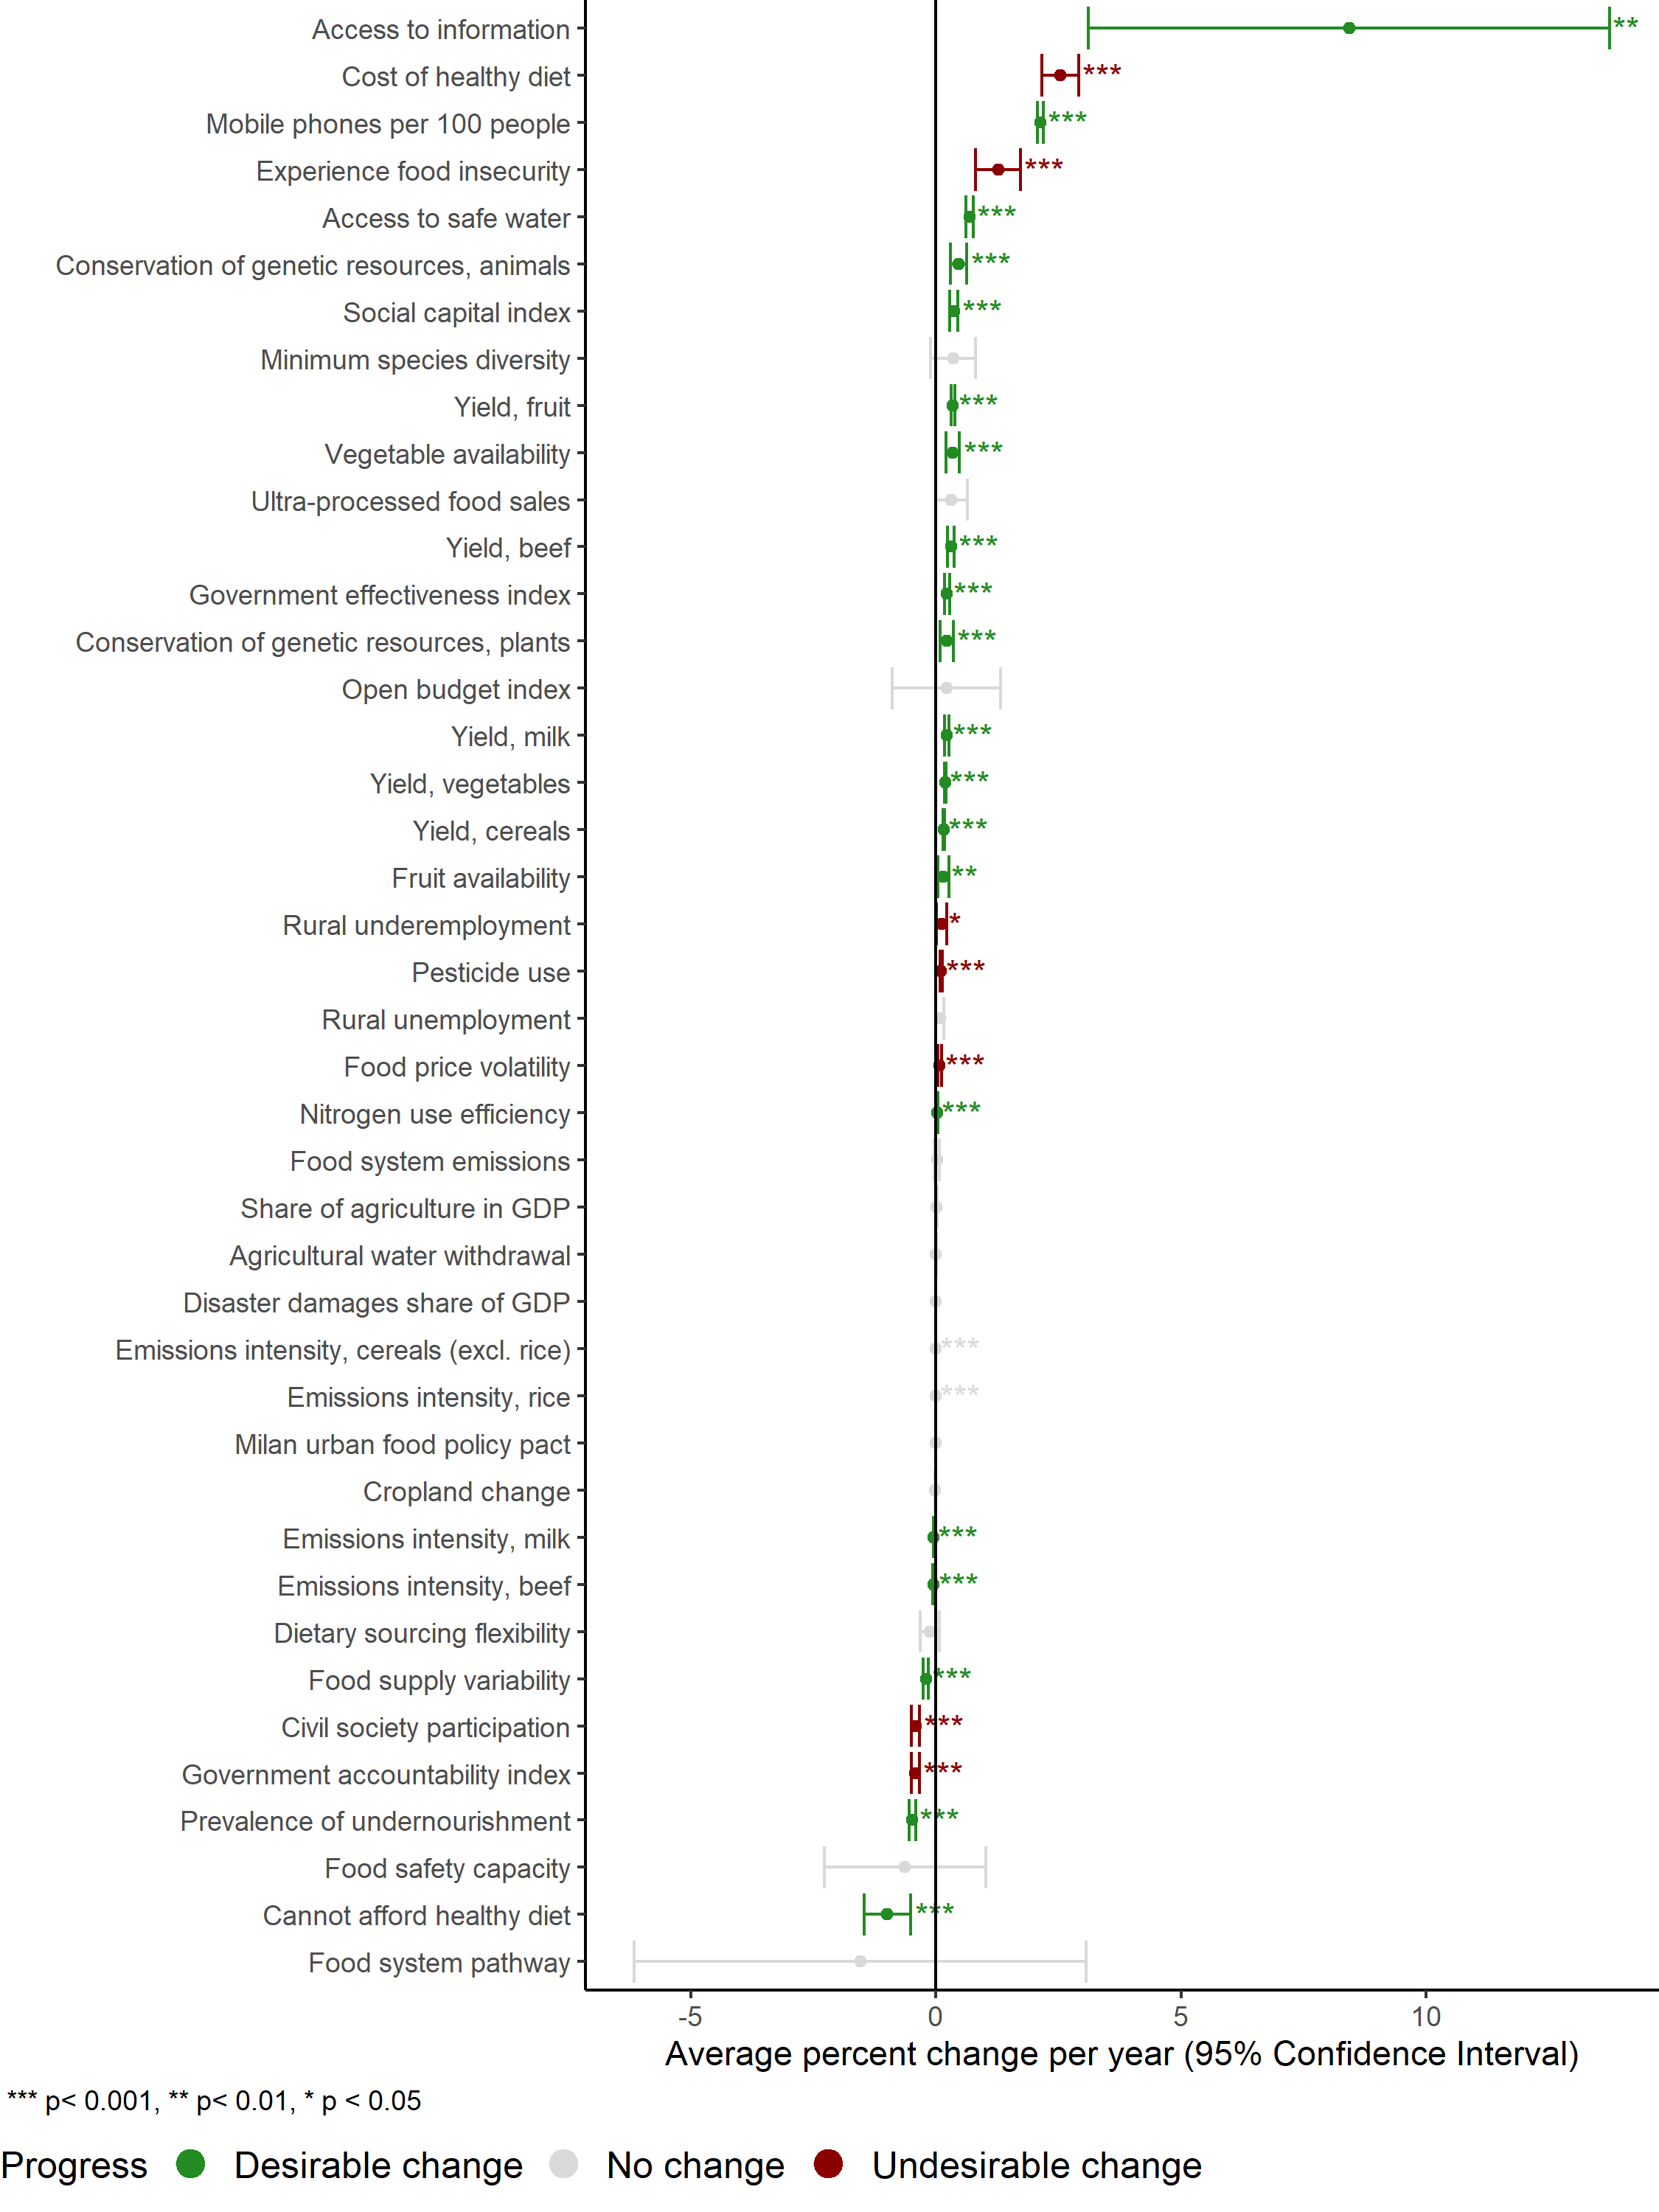 Access to information **
Cost of healthy diet ***
Mobile phones per 100 people ***
Experience food insecurity ***
Access to safe water ***
Conservation of genetic resources, animals ***
Social capital index ***
Minimum species diversity
Yield, fruit ***
Vegetable availability ***
Ultra-processed food sales
Yield, beef ***
Government effectiveness index ***
Conservation of genetic resources, plants ***
Open budget index
Yield, milk ***
Yield, vegetables ***
Yield, cereals ***
Fruit availability **
Rural underemployment *
Pesticide use ***
Rural unemployment
Food price volatility ***
Nitrogen use efficiency ***
Food system emissions
Share of agriculture in GDP
Agricultural water withdrawal
Disaster damages share of GDP
Emissions intensity, cereals (excl. rice) ***
Emissions intensity, rice ***
Milan urban food policy pact
Cropland change
Emissions intensity, milk ***
Emissions intensity, beef ***
Dietary sourcing flexibility
Food supply variability ***
Civil society participation ***
Government accountability index ***
Prevalence of undernourishment ***
Food safety capacity
Cannot afford healthy diet ***
Food system pathway
-5 0 5 10
Average percent change per year (95% Confidence Interval)
*** p< 0.001, ** p< 0.01, * p < 0.05
Progress Desirable change No change Undesirable change